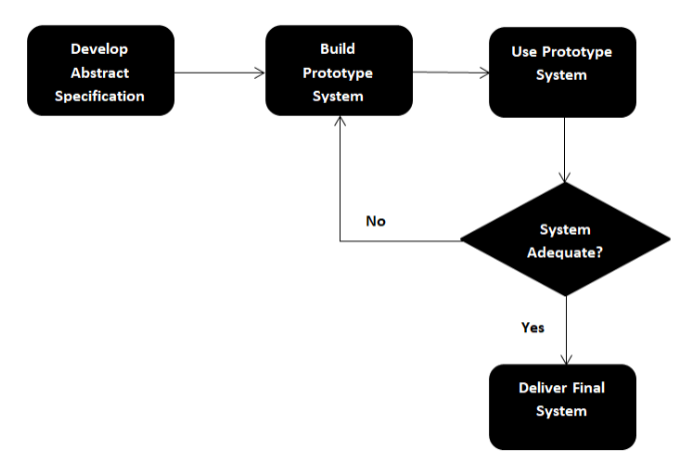 Develop
Abstract
Specification
Build
Prototype
System
Use Prototype
System
No
System
Adequate?
Yes
Deliver Final
System